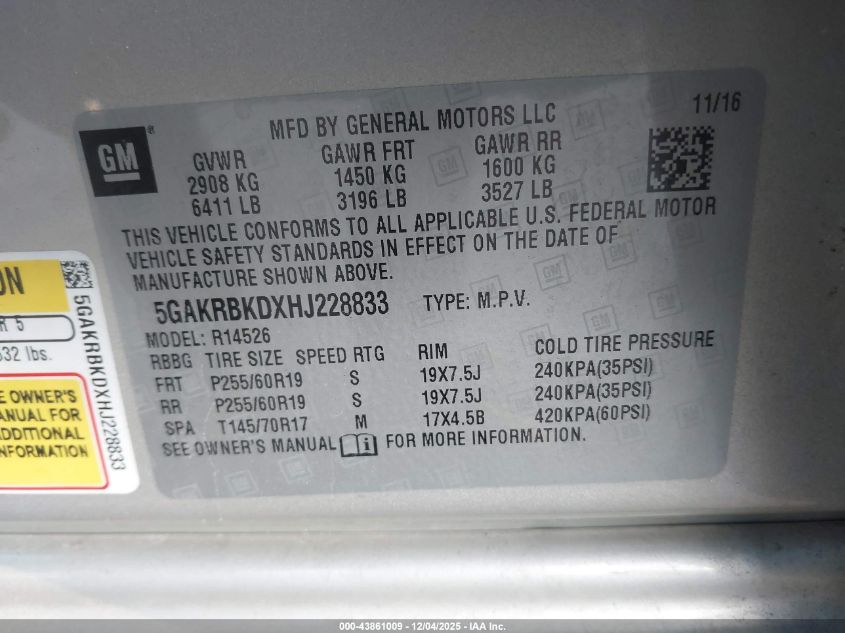 MFD BY GENERAL MOTORS LLC 11/16
GM
GVWR GAWR FRT GAWR RR
2908 KG 1450 KG 1600 KG
6411 LB 3196 LB 3527 LB
THIS VEHICLE CONFORMS TO ALL APPLICABLE U.S. FEDERAL MOTOR
VEHICLE SAFETY STANDARDS IN EFFECT ON THE DATE OF
MANUFACTURE SHOWN ABOVE.
5GAKRBKDXHJ228833 TYPE: M.P.V.
MODEL: R14526
RBBG TIRE SIZE SPEED RTG RIM COLD TIRE PRESSURE
FRT P255/60R19 S 19X7.5J 240KPA(35PSI)
RR P255/60R19 S 19X7.5J 240KPA(35PSI)
SPA T145/70R17 M 17X4.5B 420KPA(60PSI)
SEE OWNER'S MANUAL FOR MORE INFORMATION.
ON
R 5
532 lbs.
E OWNER'S
MANUAL FOR
ADDITIONAL
INFORMATION
5GAKRBKDXHJ228833
000-43861009 - 12/04/2025 - IAA Inc.